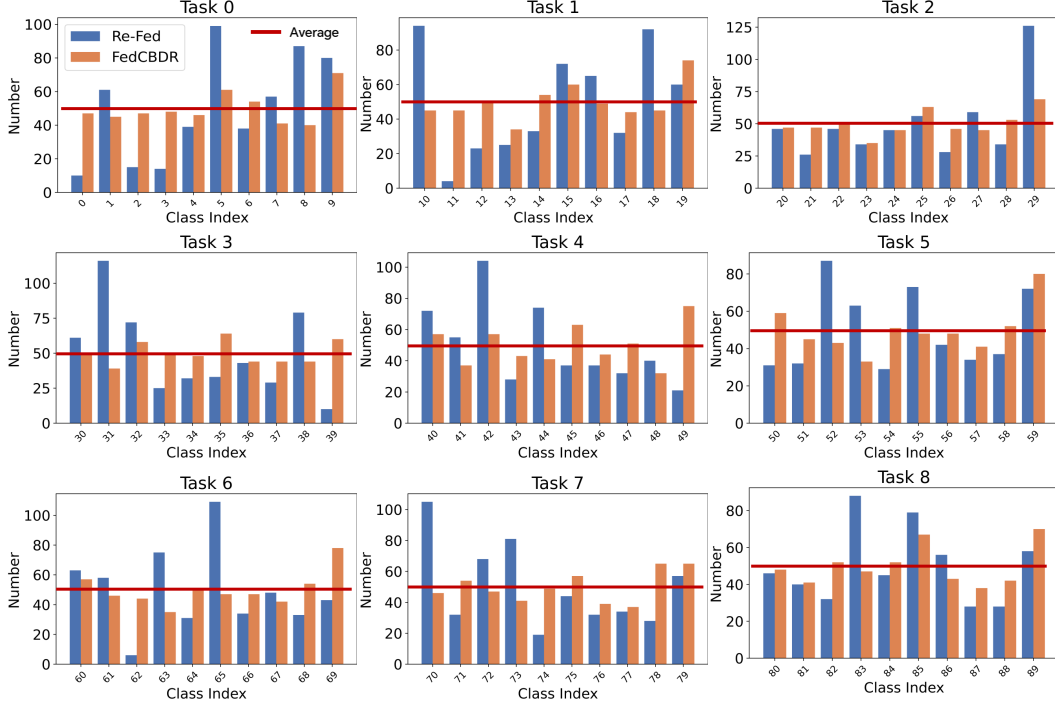 Task 0
Number
100
80
60
40
20
0
Re-Fed
FedCBDR
Average
0 1 2 3 4 5 6 7 8 9
Class Index
Task 1
Number
80
60
40
20
0
10 11 12 13 14 15 16 17 18 19
Class Index
Task 2
Number
125
100
75
50
25
0
20 21 22 23 24 25 26 27 28 29
Class Index
Task 3
Number
100
75
50
25
0
30 31 32 33 34 35 36 37 38 39
Class Index
Task 4
Number
100
80
60
40
20
0
40 41 42 43 44 45 46 47 48 49
Class Index
Task 5
Number
80
60
40
20
0
50 51 52 53 54 55 56 57 58 59
Class Index
Task 6
Number
100
80
60
40
20
0
60 61 62 63 64 65 66 67 68 69
Class Index
Task 7
Number
100
80
60
40
20
0
70 71 72 73 74 75 76 77 78 79
Class Index
Task 8
Number
80
60
40
20
0
80 81 82 83 84 85 86 87 88 89
Class Index